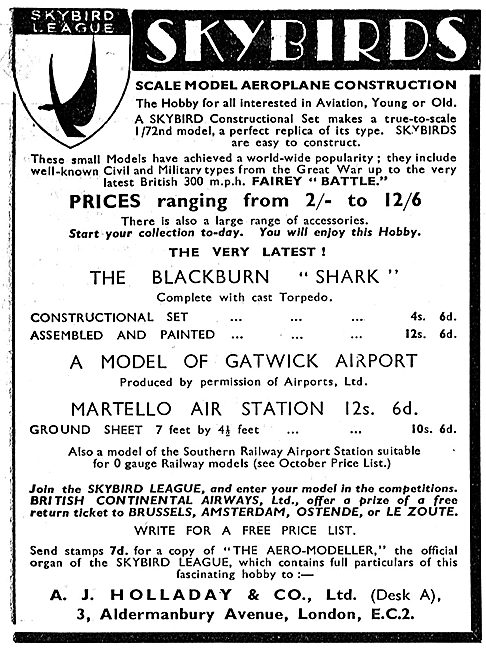 SKYBIRD
LEAGUE
SKYBIRDS
SCALE MODEL AEROPLANE CONSTRUCTION
The Hobby for all interested in Aviation, Young or Old.
A SKYBIRD Constructional Set makes a true-to-scale
1/72nd model, a perfect replica of its type. SKYBIRDS
are easy to construct.
These small Models have achieved a world-wide popularity; they include
well-known Civil and Military types from the Great War up to the very
latest British 300 m.p.h. FAIREY "BATTLE."
PRICES ranging from 2/- to 12/6
There is also a large range of accessories.
Start your collection to-day. You will enjoy this Hobby.
THE VERY LATEST!
THE BLACKBURN "SHARK"
Complete with cast Torpedo.
CONSTRUCTIONAL SET ... ... ... 4s. 6d.
ASSEMBLED AND PAINTED ... ... ... 12s. 6d.
A MODEL OF GATWICK AIRPORT
Produced by permission of Airports, Ltd.
MARTELLO AIR STATION 12s. 6d.
GROUND SHEET 7 feet by 4½ feet ... ... 10s. 6d.
Also a model of the Southern Railway Airport Station suitable
for 0 gauge Railway models (see October Price List.)
Join the SKYBIRD LEAGUE, and enter your model in the competitions.
BRITISH CONTINENTAL AIRWAYS, Ltd., offer a prize of a free
return ticket to BRUSSELS, AMSTERDAM, OSTENDE, or LE ZOUTE.
WRITE FOR A FREE PRICE LIST.
Send stamps 7d. for a copy of "THE AERO-MODELLER," the official
organ of the SKYBIRD LEAGUE, which contains full particulars of this
fascinating hobby to :—
A. J. HOLLADAY & CO., Ltd. (Desk A),
3, Aldermanbury Avenue, London, E.C.2.